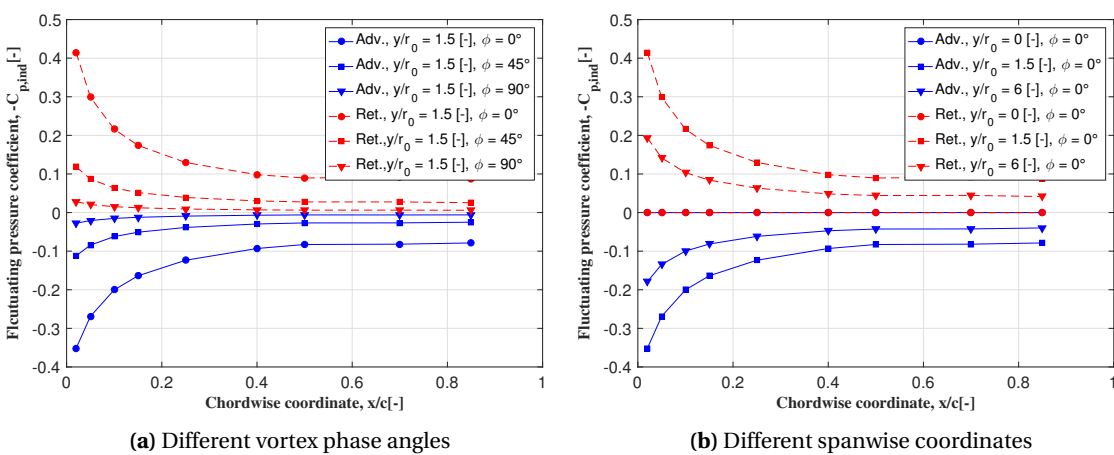 Flcutuating pressure coefficient, -C_p,ind[-]
0.5
0.4
0.3
0.2
0.1
0
-0.1
-0.2
-0.3
-0.4
Adv., y/r_0 = 1.5 [-], ϕ = 0°
Adv., y/r_0 = 1.5 [-], ϕ = 45°
Adv., y/r_0 = 1.5 [-], ϕ = 90°
Ret., y/r_0 = 1.5 [-], ϕ = 0°
Ret.,y/r_0 = 1.5 [-], ϕ = 45°
Ret.,y/r_0 = 1.5 [-], ϕ = 90°
0 0.2 0.4 0.6 0.8 1
Chordwise coordinate, x/c[-]
(a) Different vortex phase angles
Fluctuating pressure coefficient, -C_p,ind[-]
0.5
0.4
0.3
0.2
0.1
0
-0.1
-0.2
-0.3
-0.4
Adv., y/r_0 = 0 [-], ϕ = 0°
Adv., y/r_0 = 1.5 [-], ϕ = 0°
Adv., y/r_0 = 6 [-], ϕ = 0°
Ret., y/r_0 = 0 [-], ϕ = 0°
Ret., y/r_0 = 1.5 [-], ϕ = 0°
Ret., y/r_0 = 6 [-], ϕ = 0°
0 0.2 0.4 0.6 0.8 1
Chordwise coordinate, x/c[-]
(b) Different spanwise coordinates